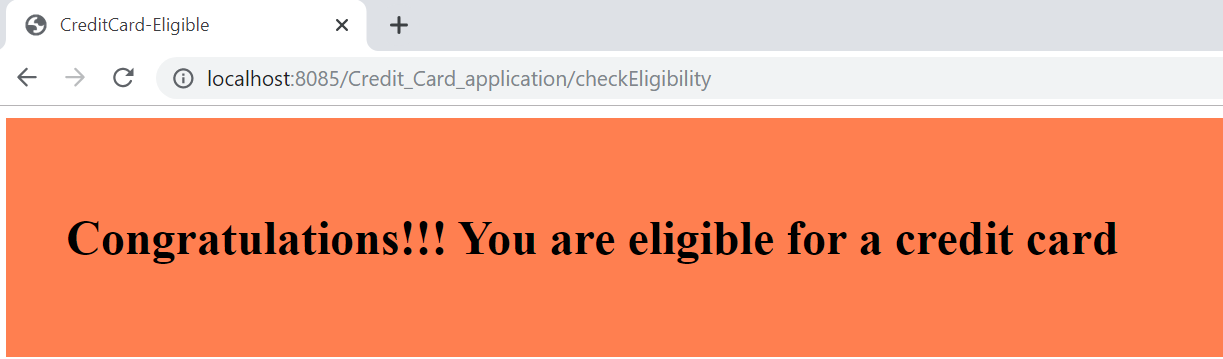 CreditCard-Eligible
localhost:8085/Credit_Card_application/checkEligibility
Congratulations!!! You are eligible for a credit card